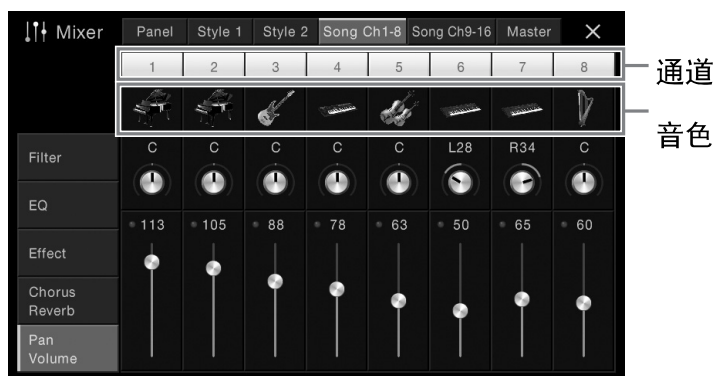 Mixer
Panel Style 1 Style 2 Song Ch1-8 Song Ch9-16 Master ×
1 2 3 4 5 6 7 8
通道
音色
Filter
C C C C C L28 R34 C
EQ
113 105 88 78 63 50 65 60
Effect
Chorus
Reverb
Pan
Volume